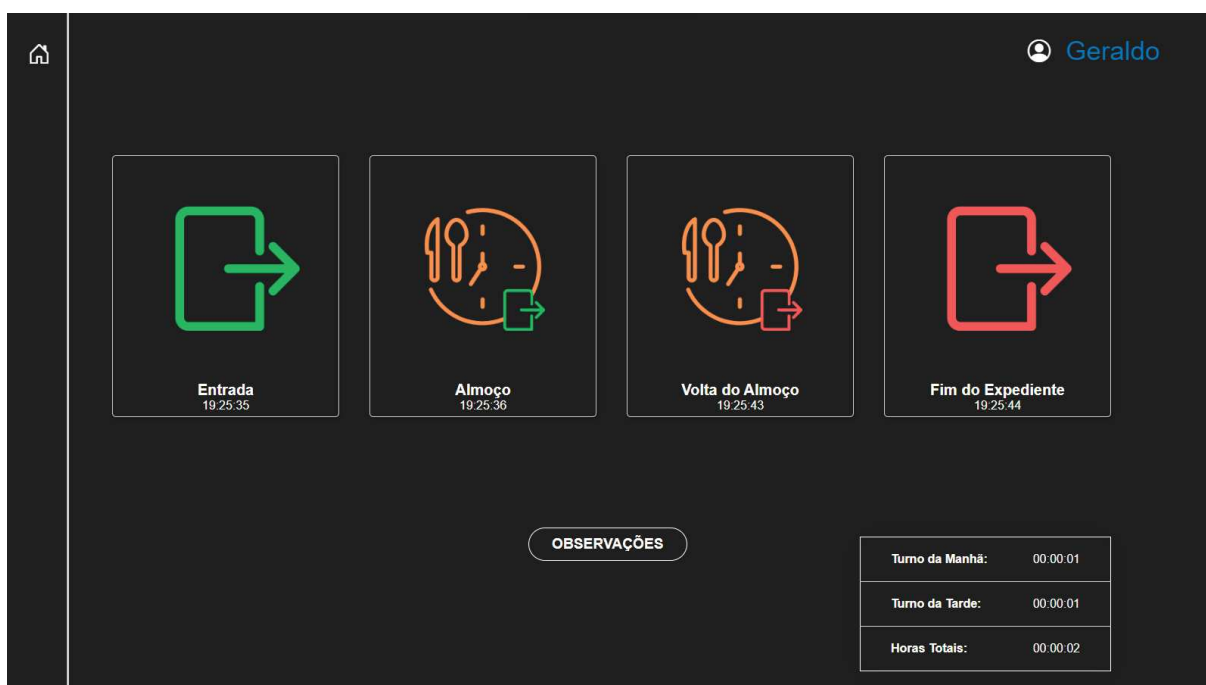 Geraldo
Entrada
19:25:35
Almoço
19:25:36
Volta do Almoço
19:25:43
Fim do Expediente
19:25:44
OBSERVAÇÕES
Turno da Manhã: 00:00:01
Turno da Tarde: 00:00:01
Horas Totais: 00:00:02